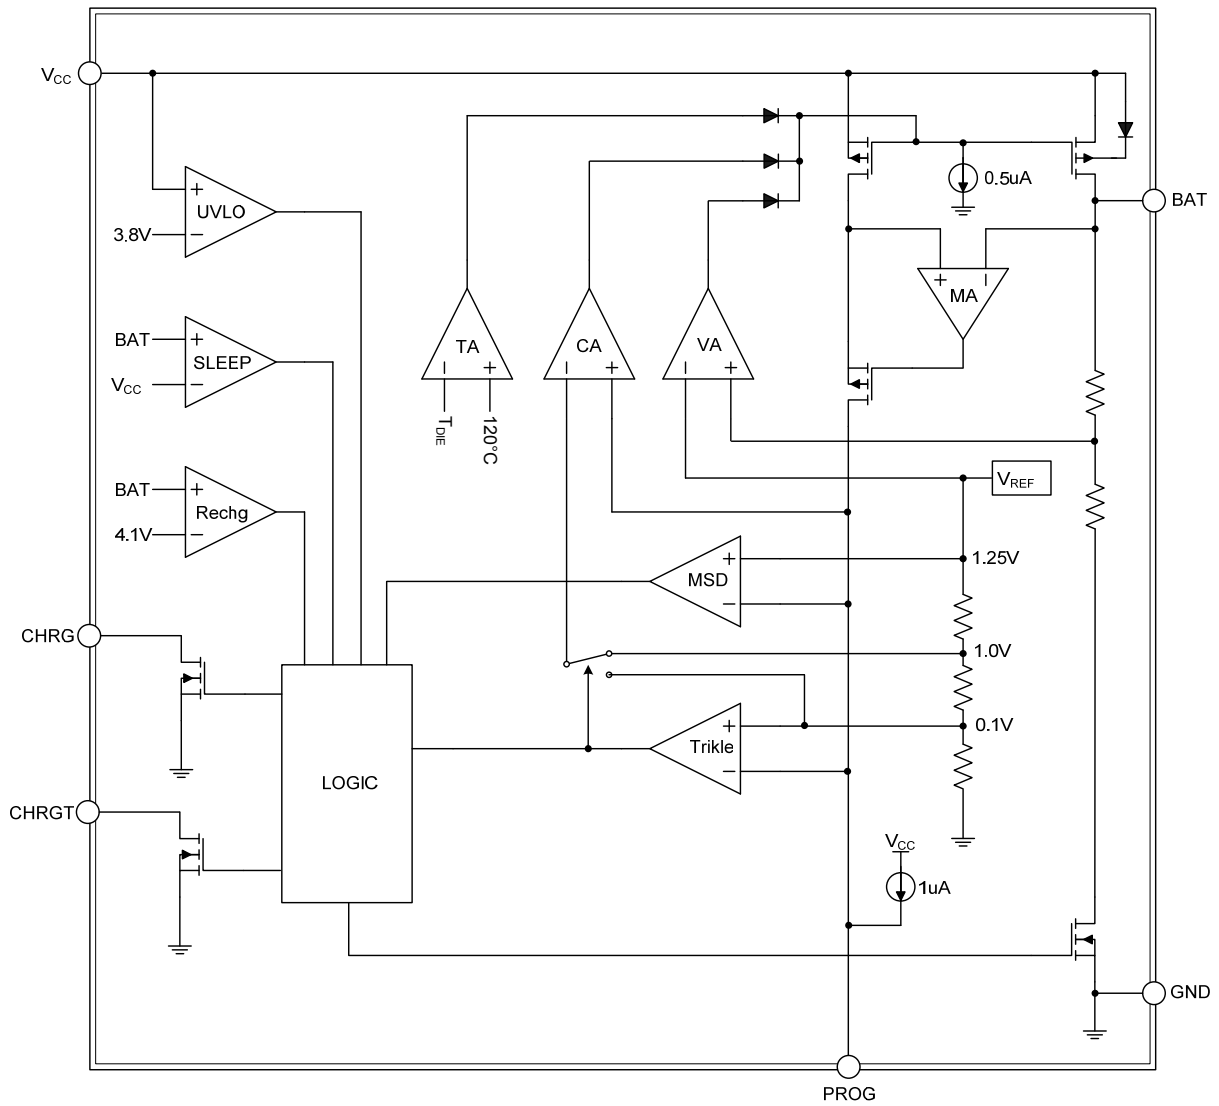 VCC
0.5uA
BAT
+
UVLO
3.8V
−
+
−
MA
BAT
+
SLEEP
VCC
−
TA
−
+
TDIE
120°C
CA
−
+
VA
−
+
VREF
BAT
+
Rechg
4.1V
−
+
MSD
−
1.25V
1.0V
0.1V
CHRG
+
Trikle
−
LOGIC
CHRGT
VCC
1uA
GND
PROG